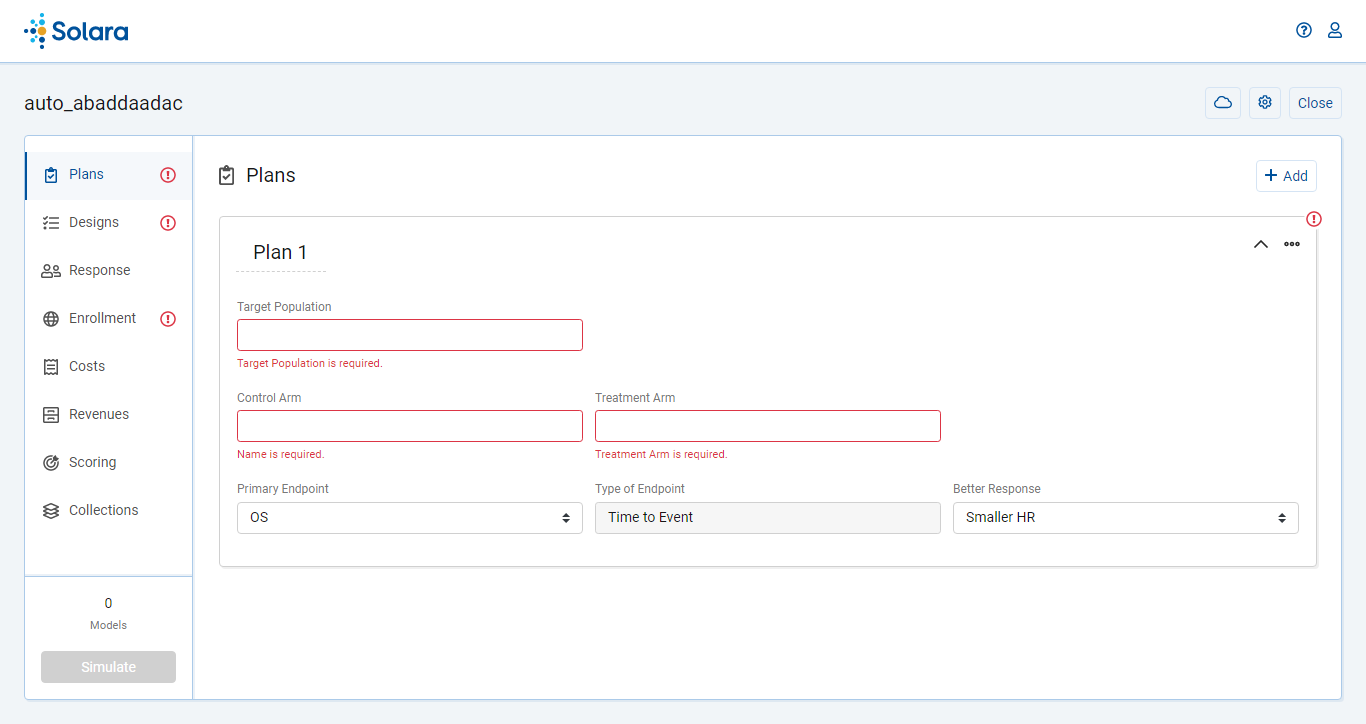 Solara
auto_abaddaadac
Close
Plans
Designs
Response
Enrollment
Costs
Revenues
Scoring
Collections
0
Models
Simulate
Plans
+ Add
Plan 1
Target Population
Target Population is required.
Control Arm Treatment Arm
Name is required. Treatment Arm is required.
Primary Endpoint Type of Endpoint Better Response
OS Time to Event Smaller HR